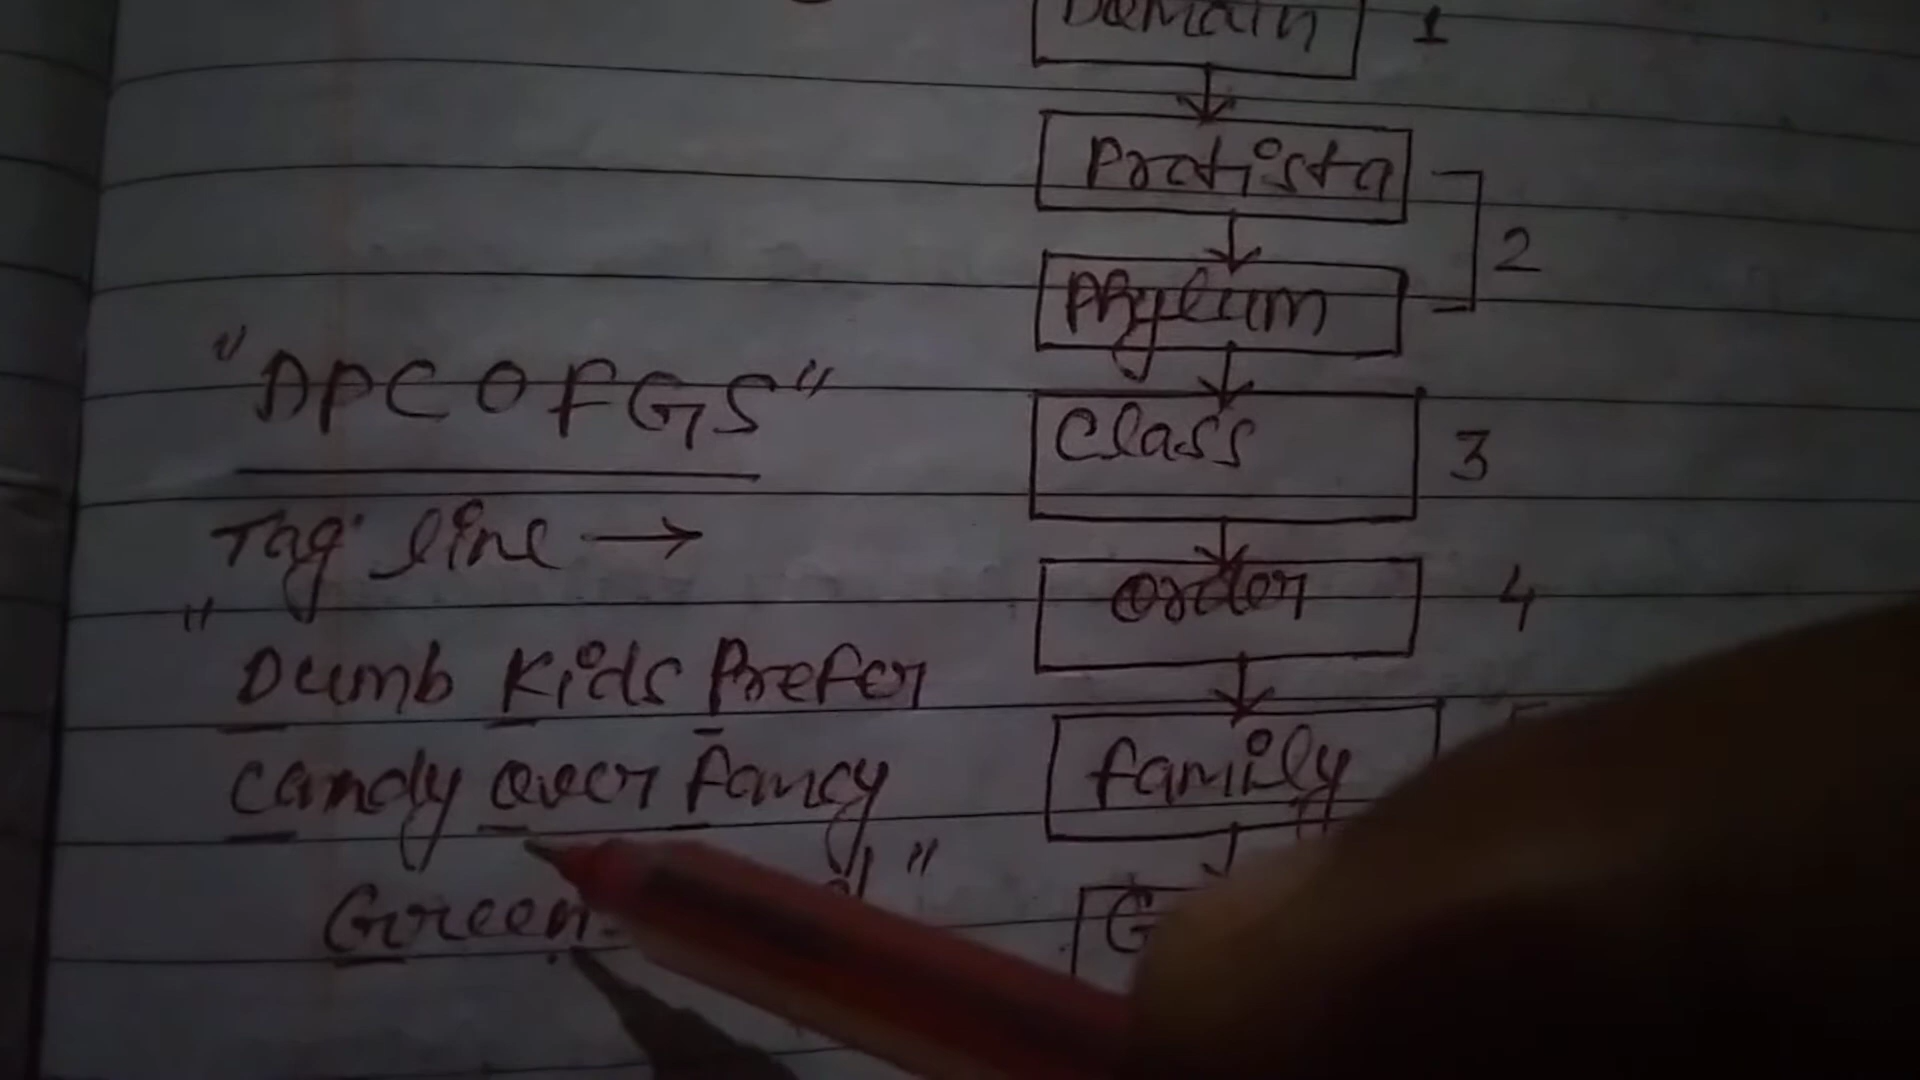 Domain 1
Protista
2
Phylum
"DPCOFGS"
Class 3
Tag line →
order 4
"Dumb Kids Prefer
family
candy over fancy
Green "
G